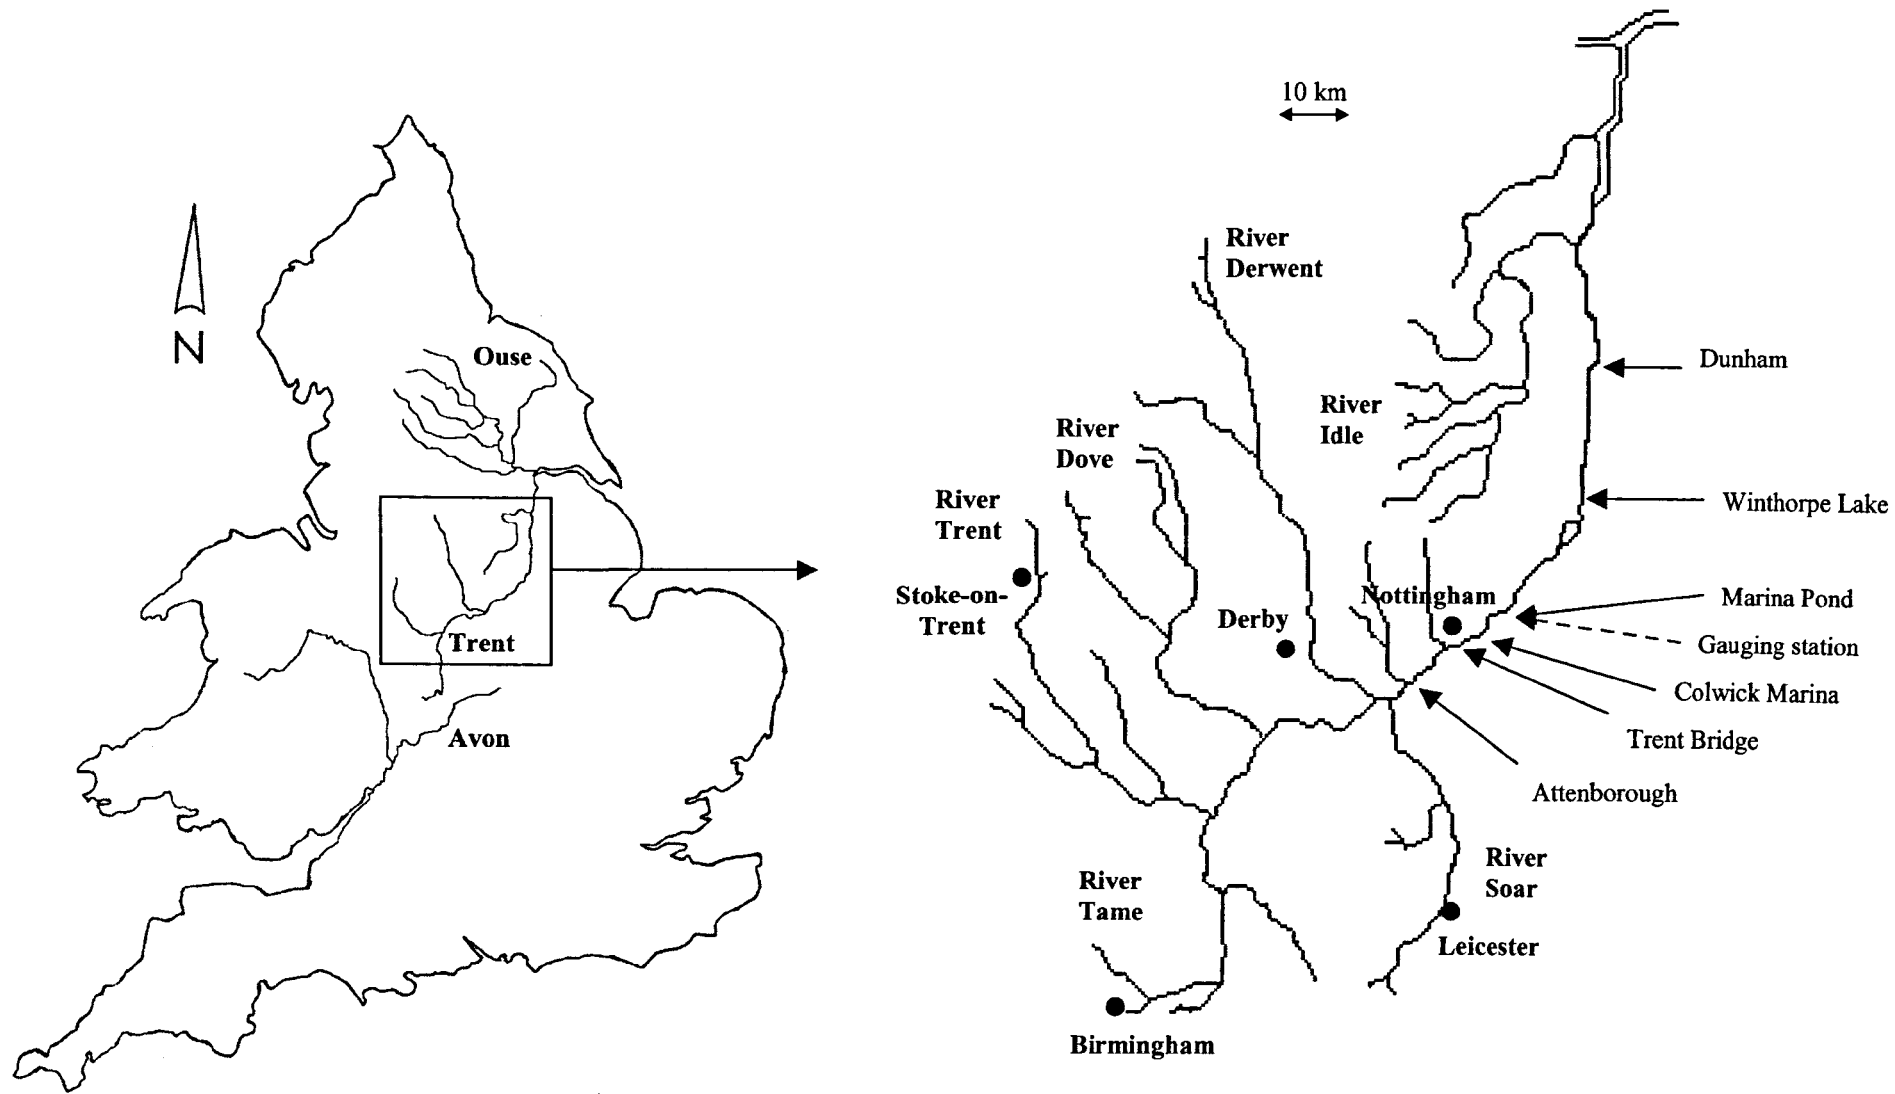 N
Ouse
Trent
Avon
10 km
River
Derwent
River
Dove
River
Trent
Stoke-on-
Trent
Derby
River
Idle
Nottingham
Dunham
Winthorpe Lake
Marina Pond
Gauging station
Colwick Marina
Trent Bridge
Attenborough
River
Soar
Leicester
River
Tame
Birmingham